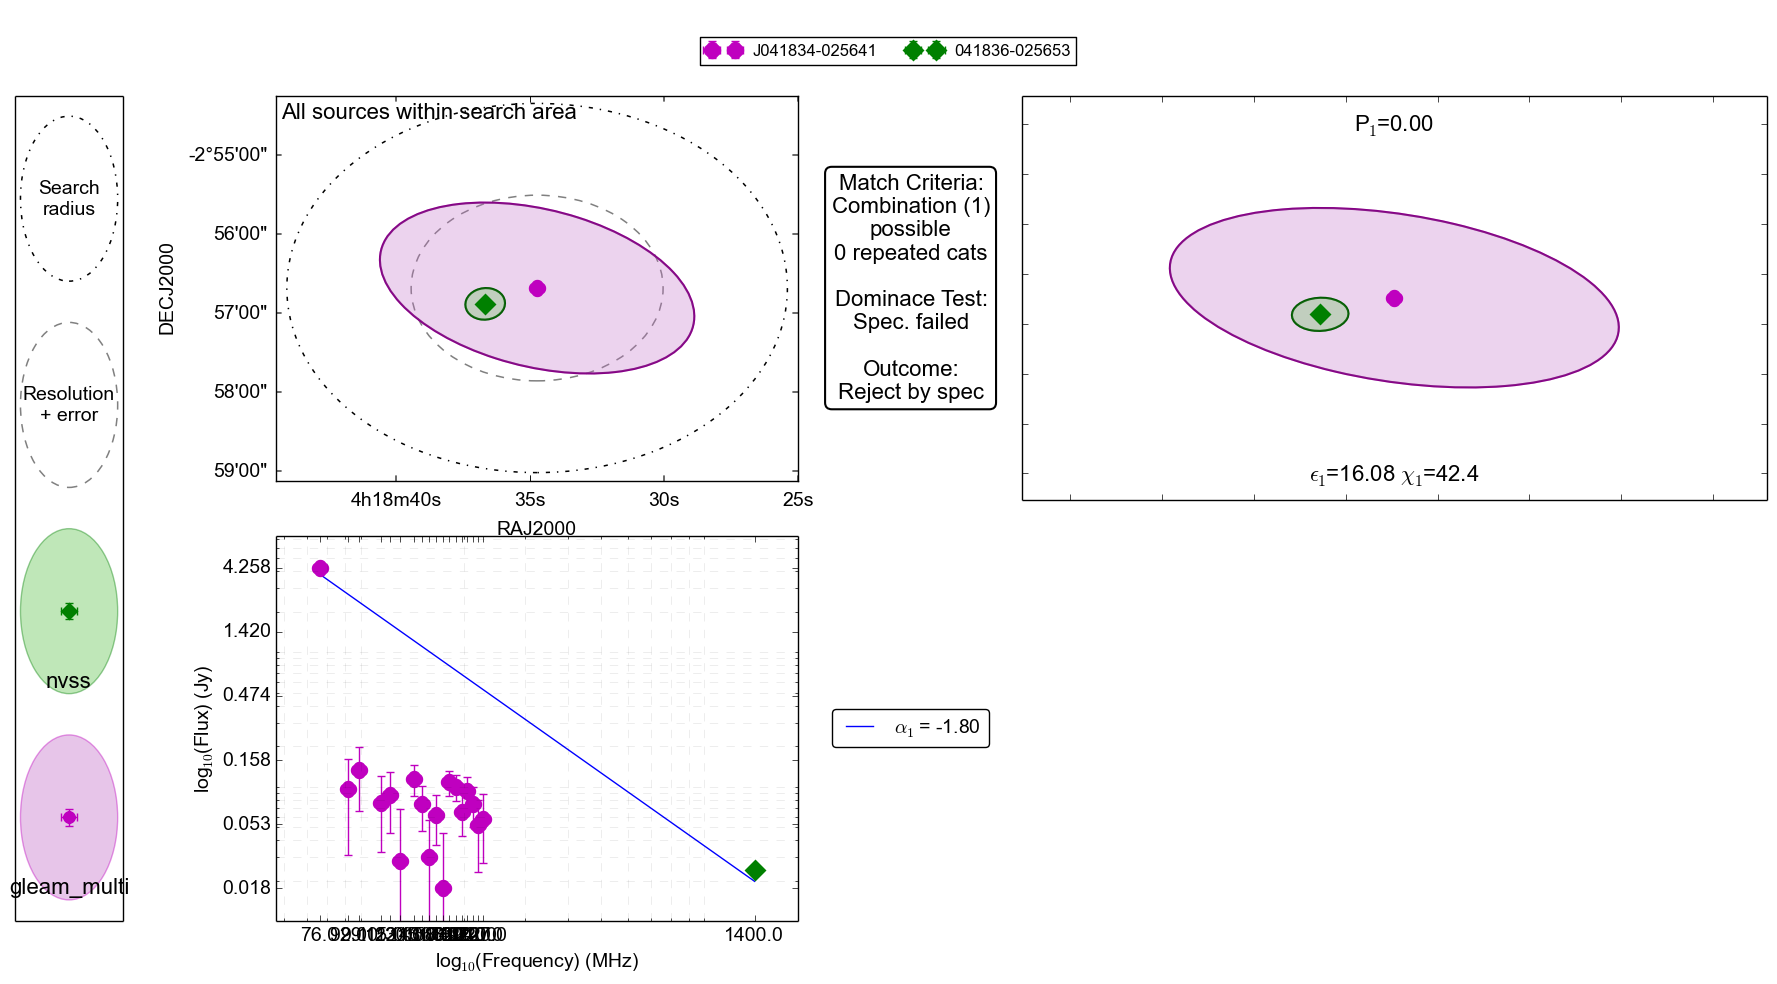 J041834-025641
041836-025653
Search
radius
Resolution
+ error
nvss
gleam_multi
All sources within search area
DECJ2000
-2°55'00"
56'00"
57'00"
58'00"
59'00"
4h18m40s
35s
30s
25s
RAJ2000
Match Criteria:
Combination (1)
possible
0 repeated cats
Dominace Test:
Spec. failed
Outcome:
Reject by spec
P1=0.00
ϵ1=16.08 χ1=42.4
log10(Flux) (Jy)
4.258
1.420
0.474
0.158
0.053
0.018
1400.0
log10(Frequency) (MHz)
α1 = -1.80